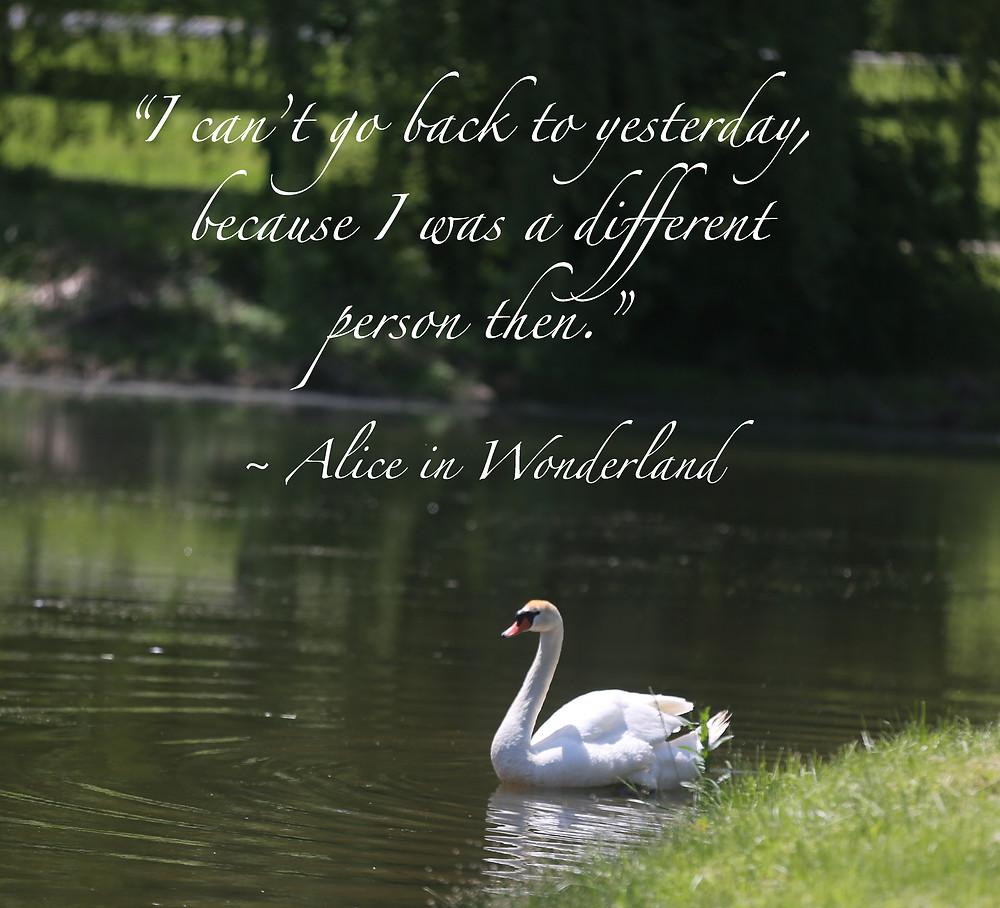 “I can’t go back to yesterday,
because I was a different
person then.”
~ Alice in Wonderland